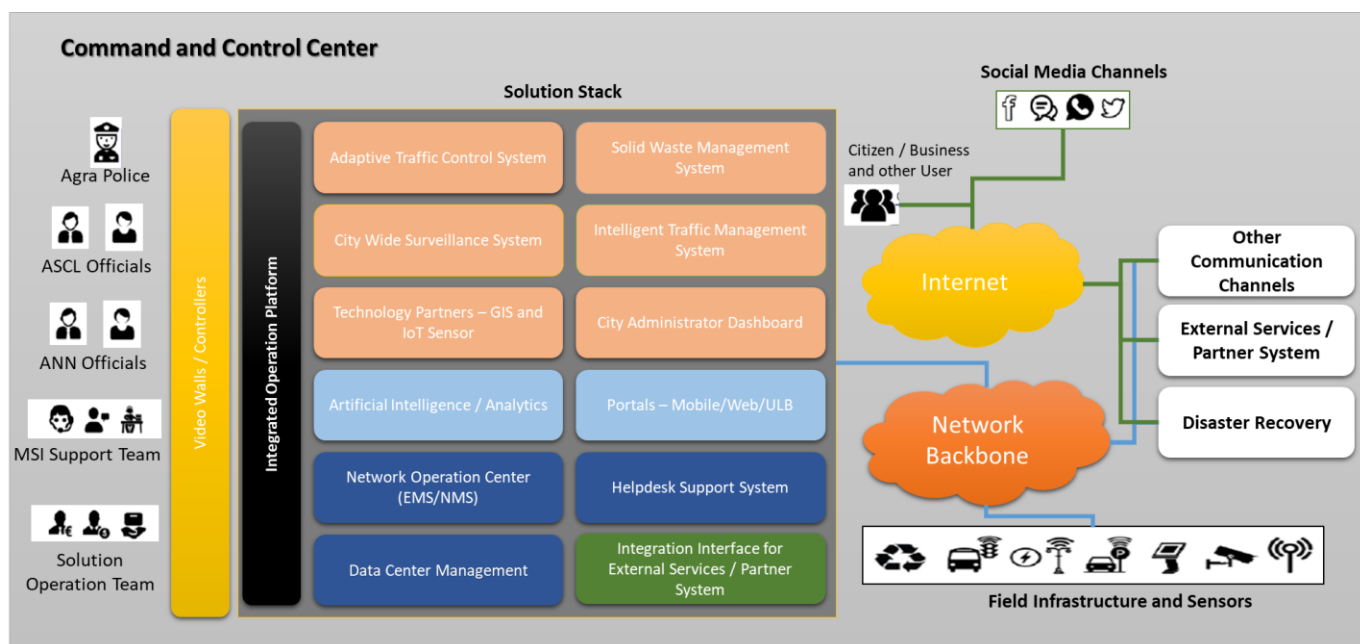 Command and Control Center
Solution Stack
Social Media Channels
Agra Police
ASCL Officials
ANN Officials
MSI Support Team
Solution
Operation Team
Video Walls / Controllers
Integrated Operation Platform
Adaptive Traffic Control System
Solid Waste Management
System
City Wide Surveillance System
Intelligent Traffic Management
System
Technology Partners – GIS and
IoT Sensor
City Administrator Dashboard
Artificial Intelligence / Analytics
Portals – Mobile/Web/ULB
Network Operation Center
(EMS/NMS)
Helpdesk Support System
Data Center Management
Integration Interface for
External Services / Partner
System
Citizen / Business
and other User
Internet
Network
Backbone
Other
Communication
Channels
External Services /
Partner System
Disaster Recovery
Field Infrastructure and Sensors